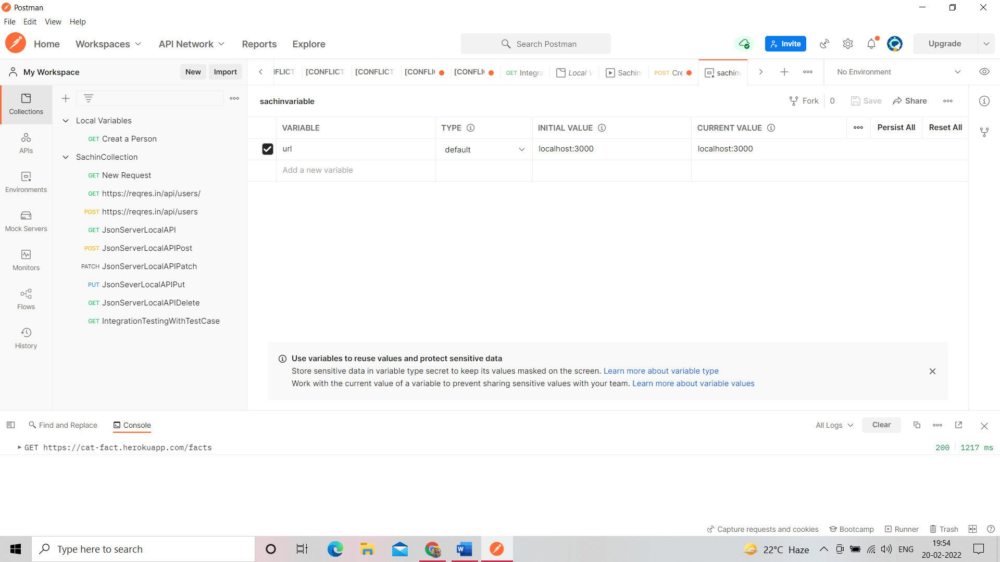 Postman
File Edit View Help
Home Workspaces API Network Reports Explore Search Postman Invite Upgrade
My Workspace New Import FLICT [CONFLICT [CONFLICT [CONFLI [CONFLI GET Integra Local V Sachin POST Cre sachinv No Environment
Collections
APIs
Environments
Mock Servers
Monitors
Flows
History
Local Variables
GET Creat a Person
SachinCollection
GET New Request
GET https://reqres.in/api/users/
POST https://reqres.in/api/users
GET JsonServerLocalAPI
POST JsonServerLocalAPIPost
PATCH JsonServerLocalAPIPatch
PUT JsonSeverLocalAPIPut
GET JsonServerLocalAPIDelete
GET IntegrationTestingWithTestCase
sachinvariable Fork 0 Save Share
VARIABLE TYPE INITIAL VALUE CURRENT VALUE Persist All Reset All
url default localhost:3000 localhost:3000
Add a new variable
Use variables to reuse values and protect sensitive data
Store sensitive data in variable type secret to keep its values masked on the screen. Learn more about variable type
Work with the current value of a variable to prevent sharing sensitive values with your team. Learn more about variable values
Find and Replace Console All Logs Clear
GET https://cat-fact.herokuapp.com/facts 200 1217 ms
Capture requests and cookies Bootcamp Runner Trash
Type here to search 22°C Haze ENG 19:54
20-02-2022